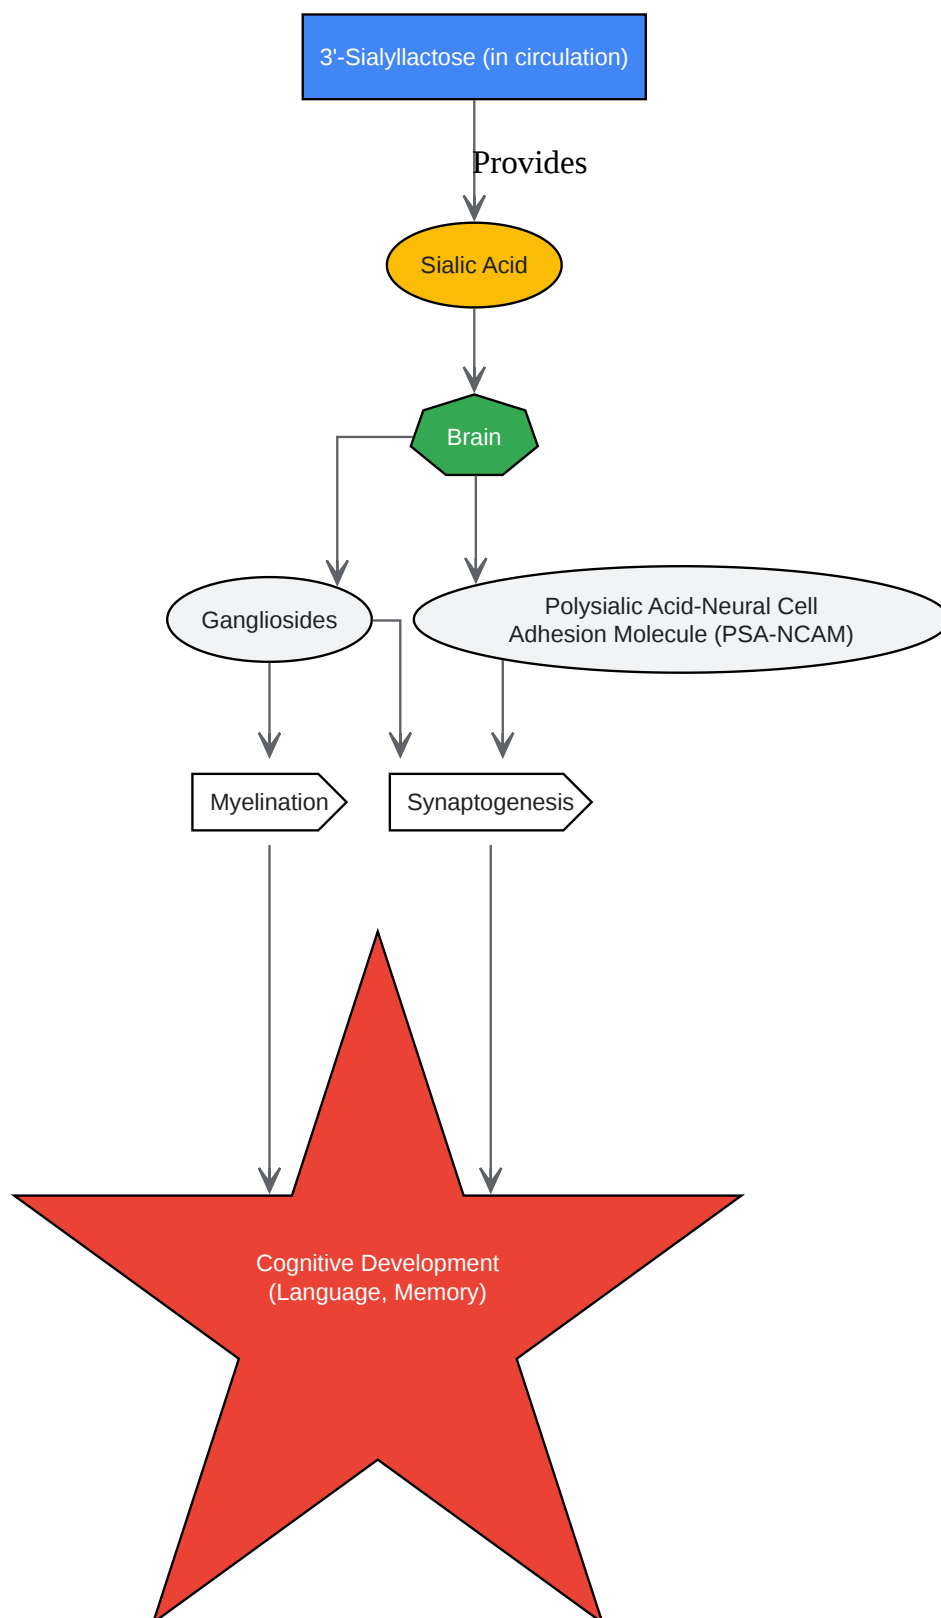 3'-Sialyllactose (in circulation)
Provides
Sialic Acid
Brain
Gangliosides
Polysialic Acid-Neural Cell
Adhesion Molecule (PSA-NCAM)
Myelination
Synaptogenesis
Cognitive Development
(Language, Memory)